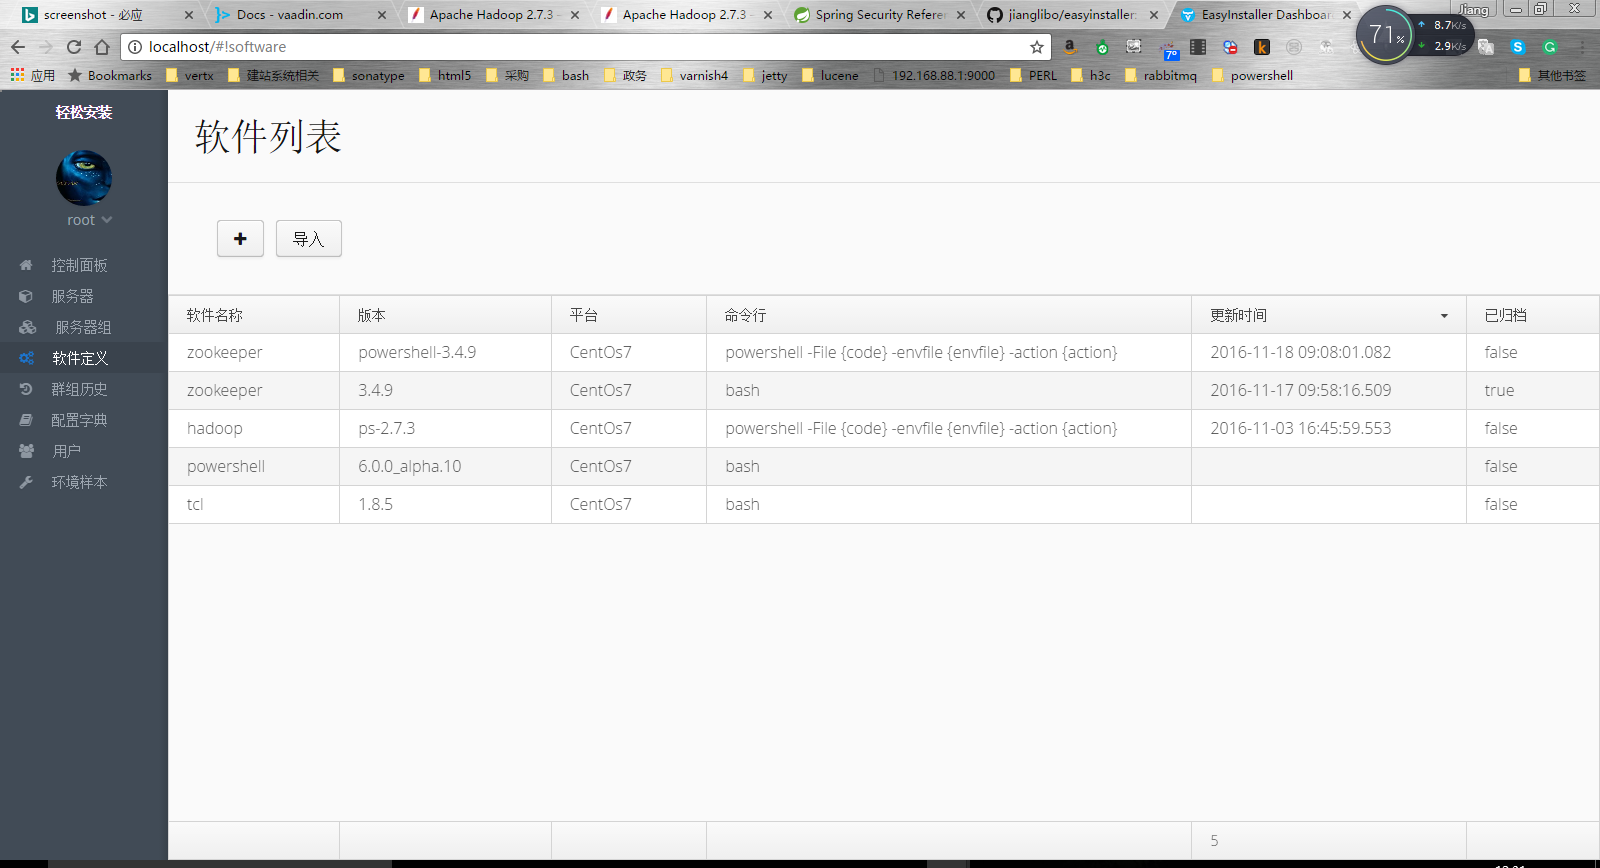 screenshot - 必应
Docs - vaadin.com
Apache Hadoop 2.7.3 -
Apache Hadoop 2.7.3 -
Spring Security Refere
jianglibo/easyinstaller
EasyInstaller Dashboar
Jiang
localhost/#!software
7°
71%
8.7K/s
2.9K/s
应用
Bookmarks
vertx
建站系统相关
sonatype
html5
采购
bash
政务
varnish4
jetty
lucene
192.168.88.1:9000
PERL
h3c
rabbitmq
powershell
其他书签
轻松安装
root
控制面板
服务器
服务器组
软件定义
群组历史
配置字典
用户
环境样本
软件列表
导入
软件名称 版本 平台 命令行 更新时间 已归档
zookeeper powershell-3.4.9 CentOs7 powershell -File {code} -envfile {envfile} -action {action} 2016-11-18 09:08:01.082 false
zookeeper 3.4.9 CentOs7 bash 2016-11-17 09:58:16.509 true
hadoop ps-2.7.3 CentOs7 powershell -File {code} -envfile {envfile} -action {action} 2016-11-03 16:45:59.553 false
powershell 6.0.0_alpha.10 CentOs7 bash false
tcl 1.8.5 CentOs7 bash false
5